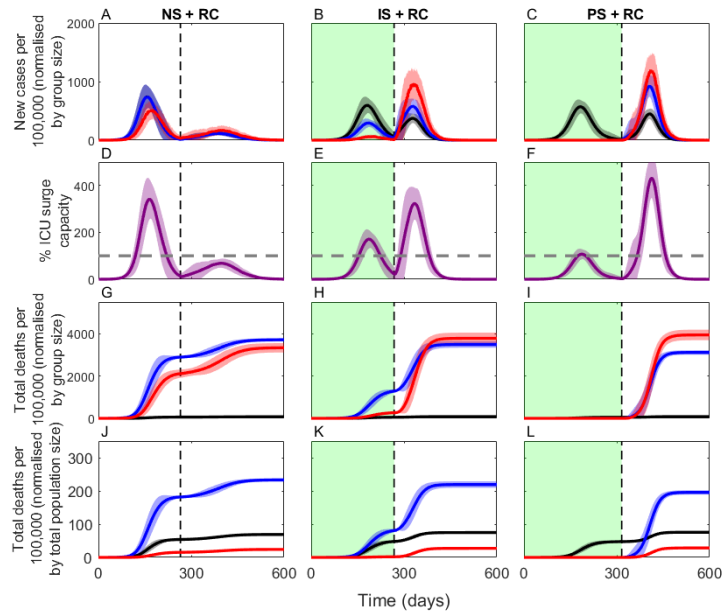 A NS + RC B IS + RC C PS + RC
New cases per
100,000 (normalised
by group size)
2000
1000
0
D E F
% ICU surge
capacity
400
200
0
G H I
Total deaths per
100,000 (normalised
by group size)
4000
2000
0
J K L
Total deaths per
100,000 (normalised
by total population size)
300
200
100
0
0 300 600 0 300 600 0 300 600
Time (days)